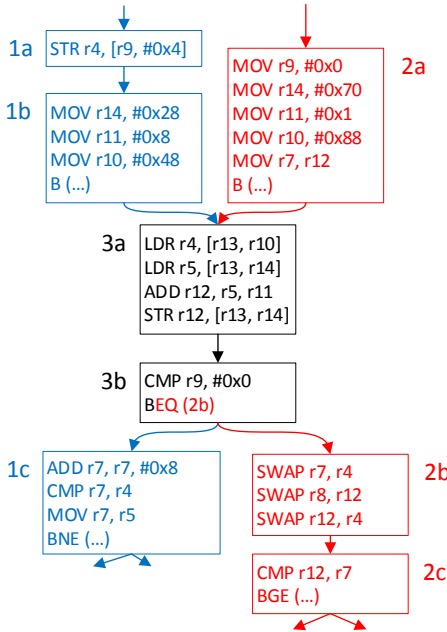 1a
STR r4, [r9, #0x4]
2a
MOV r9, #0x0
MOV r14, #0x70
MOV r11, #0x1
MOV r10, #0x88
MOV r7, r12
B (...)
1b
MOV r14, #0x28
MOV r11, #0x8
MOV r10, #0x48
B (...)
3a
LDR r4, [r13, r10]
LDR r5, [r13, r14]
ADD r12, r5, r11
STR r12, [r13, r14]
3b
CMP r9, #0x0
BEQ (2b)
1c
ADD r7, r7, #0x8
CMP r7, r4
MOV r7, r5
BNE (...)
2b
SWAP r7, r4
SWAP r8, r12
SWAP r12, r4
2c
CMP r12, r7
BGE (...)